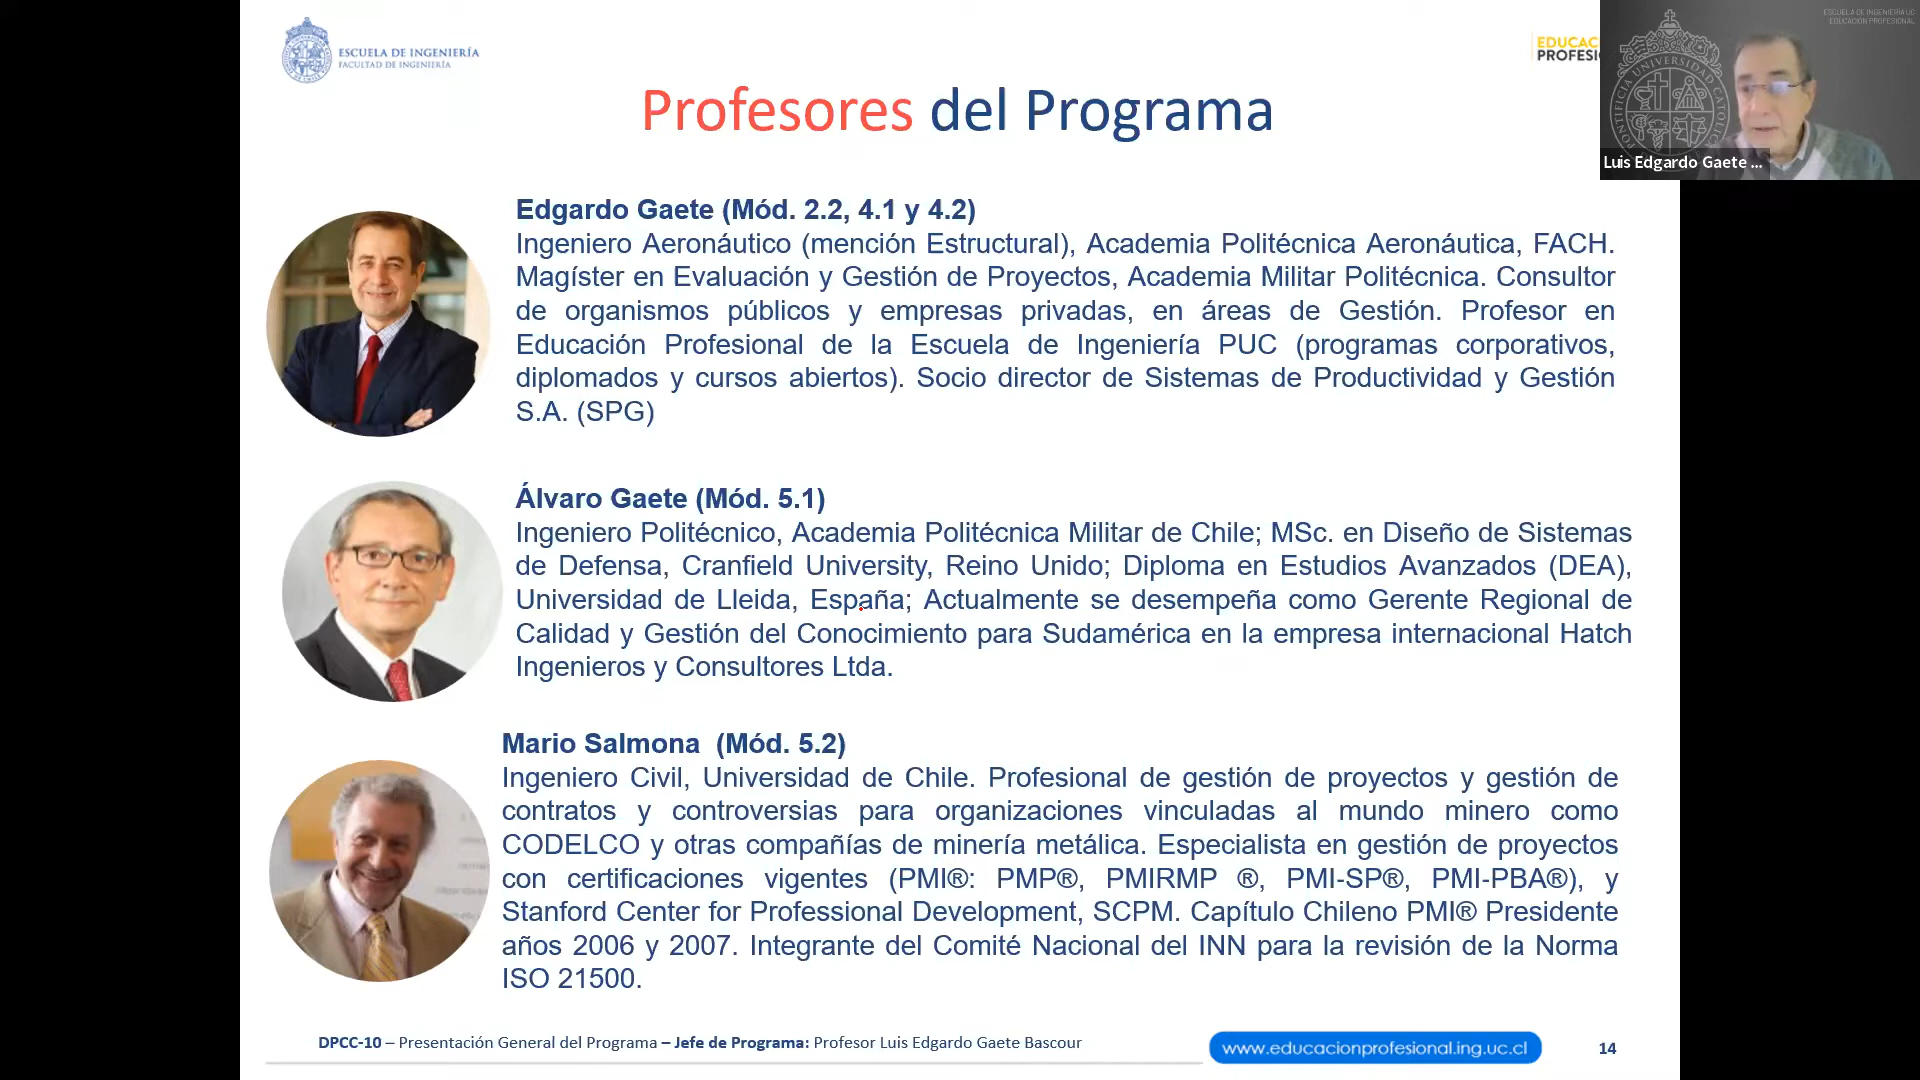 ESCUELA DE INGENIERÍA
FACULTAD DE INGENIERÍA
EDUCAC
PROFESI
ESCUELA DE INGENIERÍA UC
EDUCACIÓN PROFESIONAL
PONTIFICIA UNIVERSIDAD CATOLIC
Luis Edgardo Gaete ...
Profesores del Programa
Edgardo Gaete (Mód. 2.2, 4.1 y 4.2)
Ingeniero Aeronáutico (mención Estructural), Academia Politécnica Aeronáutica, FACH.
Magíster en Evaluación y Gestión de Proyectos, Academia Militar Politécnica. Consultor
de organismos públicos y empresas privadas, en áreas de Gestión. Profesor en
Educación Profesional de la Escuela de Ingeniería PUC (programas corporativos,
diplomados y cursos abiertos). Socio director de Sistemas de Productividad y Gestión
S.A. (SPG)
Álvaro Gaete (Mód. 5.1)
Ingeniero Politécnico, Academia Politécnica Militar de Chile; MSc. en Diseño de Sistemas
de Defensa, Cranfield University, Reino Unido; Diploma en Estudios Avanzados (DEA),
Universidad de Lleida, España; Actualmente se desempeña como Gerente Regional de
Calidad y Gestión del Conocimiento para Sudamérica en la empresa internacional Hatch
Ingenieros y Consultores Ltda.
Mario Salmona (Mód. 5.2)
Ingeniero Civil, Universidad de Chile. Profesional de gestión de proyectos y gestión de
contratos y controversias para organizaciones vinculadas al mundo minero como
CODELCO y otras compañías de minería metálica. Especialista en gestión de proyectos
con certificaciones vigentes (PMI®: PMP®, PMIRMP ®, PMI-SP®, PMI-PBA®), y
Stanford Center for Professional Development, SCPM. Capítulo Chileno PMI® Presidente
años 2006 y 2007. Integrante del Comité Nacional del INN para la revisión de la Norma
ISO 21500.
DPCC-10 – Presentación General del Programa – Jefe de Programa: Profesor Luis Edgardo Gaete Bascour
www.educacionprofesional.ing.uc.cl
14